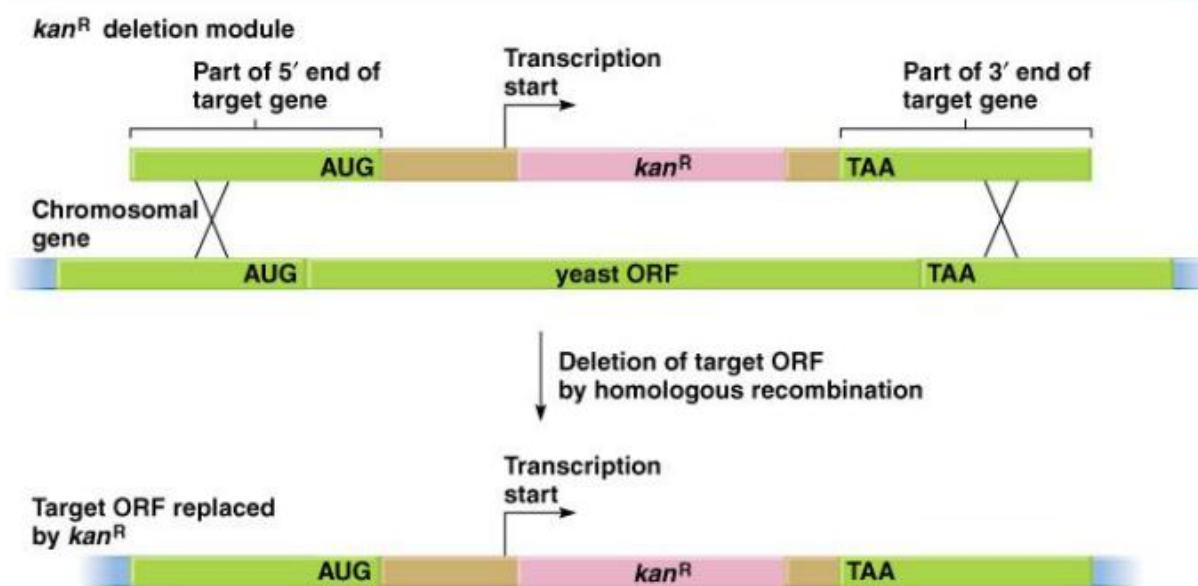 kanR deletion module
Part of 5′ end of
target gene
Transcription
start
Part of 3′ end of
target gene
AUG kanR TAA
Chromosomal
gene
AUG yeast ORF TAA
Deletion of target ORF
by homologous recombination
Transcription
start
Target ORF replaced
by kanR
AUG kanR TAA